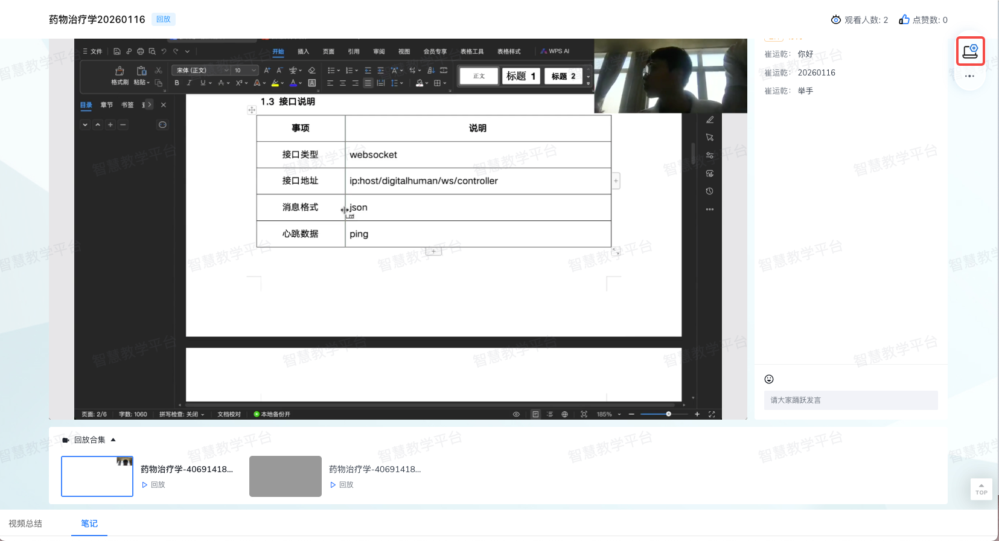 药物治疗学20260116 回放 观看人数: 2 点赞数: 0
三 文件 开始 插入 页面 引用 审阅 视图 会员专享 表格工具 表格样式 WPS AI
格式刷 粘贴 宋体 (正文) 10 正文 标题 1 标题 2
B I U X² A A A
目录 章节 书签
1.3 接口说明
事项 说明
接口类型 websocket
接口地址 ip:host/digitalhuman/ws/controller
消息格式 json
心跳数据 ping
页面: 2/6 字数: 1060 拼写检查: 关闭 文档校对 本地备份开 185%
崔运乾: 你好
崔运乾: 20260116
崔运乾: 举手
请大家踊跃发言
回放合集
药物治疗学-40691418...
回放
药物治疗学-40691418...
回放
TOP
视频总结 笔记
智慧教学平台